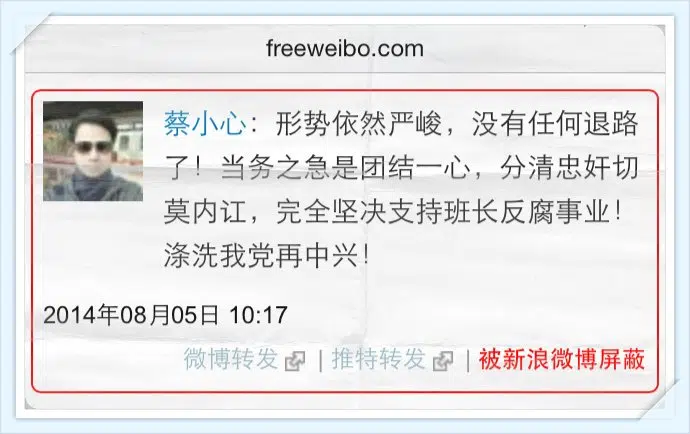 freeweibo.com
蔡小心：形势依然严峻，没有任何退路
了！当务之急是团结一心，分清忠奸切
莫内讧，完全坚决支持班长反腐事业！
涤洗我党再中兴！
2014年08月05日 10:17
微博转发 | 推特转发 | 被新浪微博屏蔽